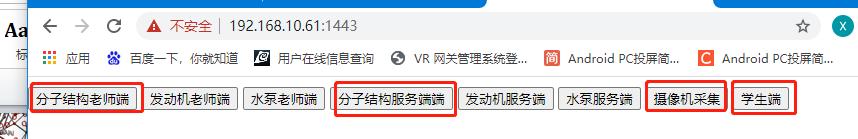 Aa
不安全 192.168.10.61:1443 X
应用 百度一下，你就知道 用户在线信息查询 VR 网关管理系统登... 简 Android PC投屏简... C Android PC投屏简...
分子结构老师端 发动机老师端 水泵老师端 分子结构服务端端 发动机服务端 水泵服务端 摄像机采集 学生端